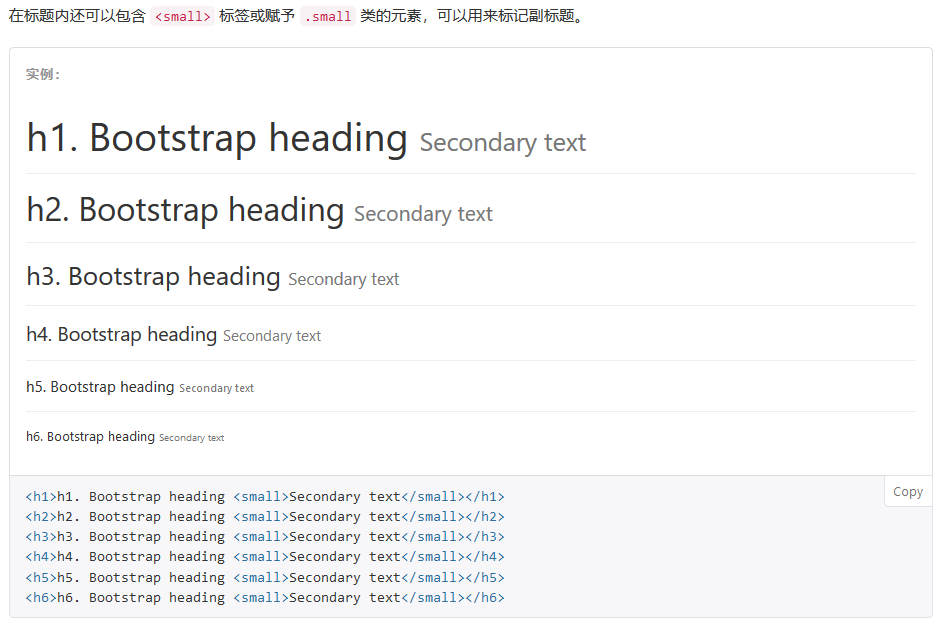 在标题内还可以包含 <small> 标签或赋予 .small 类的元素，可以用来标记副标题。
实例：
h1. Bootstrap heading Secondary text
h2. Bootstrap heading Secondary text
h3. Bootstrap heading Secondary text
h4. Bootstrap heading Secondary text
h5. Bootstrap heading Secondary text
h6. Bootstrap heading Secondary text
Copy
<h1>h1. Bootstrap heading <small>Secondary text</small></h1>
<h2>h2. Bootstrap heading <small>Secondary text</small></h2>
<h3>h3. Bootstrap heading <small>Secondary text</small></h3>
<h4>h4. Bootstrap heading <small>Secondary text</small></h4>
<h5>h5. Bootstrap heading <small>Secondary text</small></h5>
<h6>h6. Bootstrap heading <small>Secondary text</small></h6>